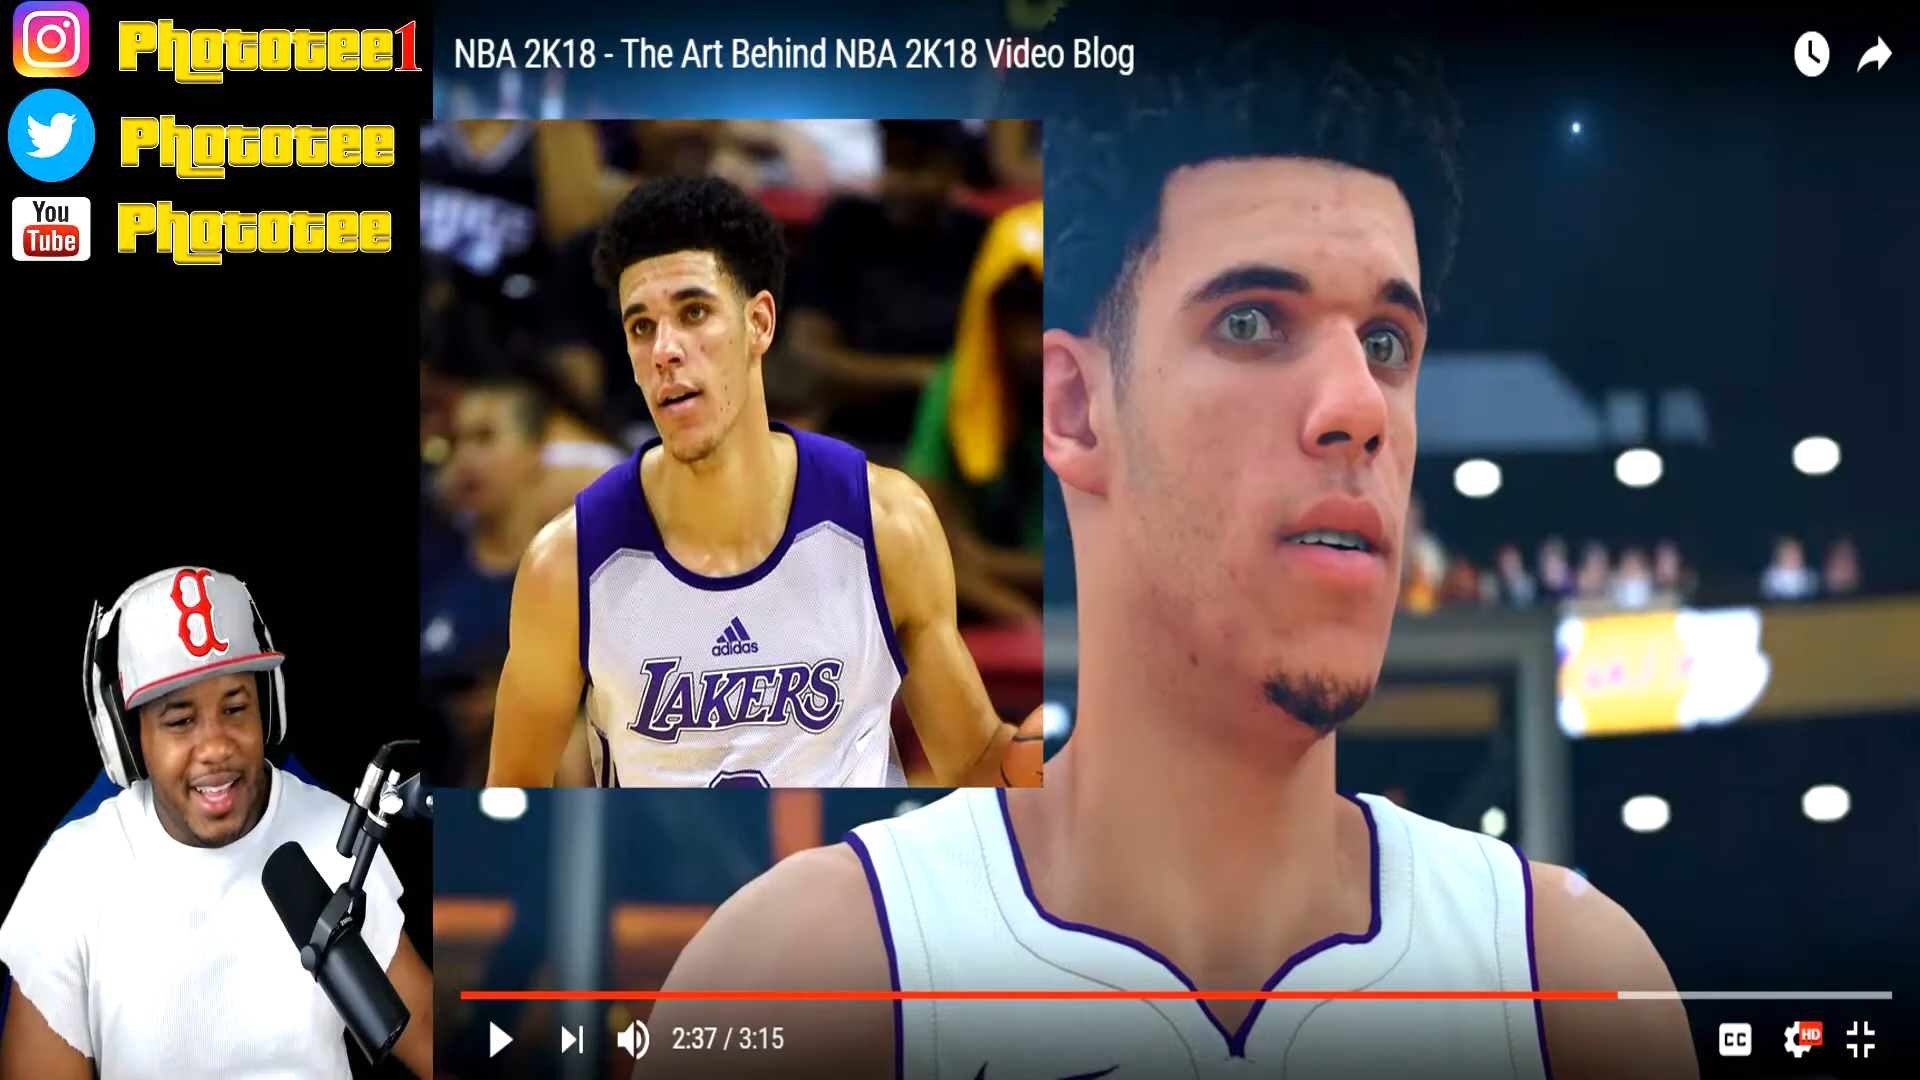 Phototee1
Phototee
You
Tube
Phototee
NBA 2K18 - The Art Behind NBA 2K18 Video Blog
B
adidas
LAKERS
2:37 / 3:15
CC
HD